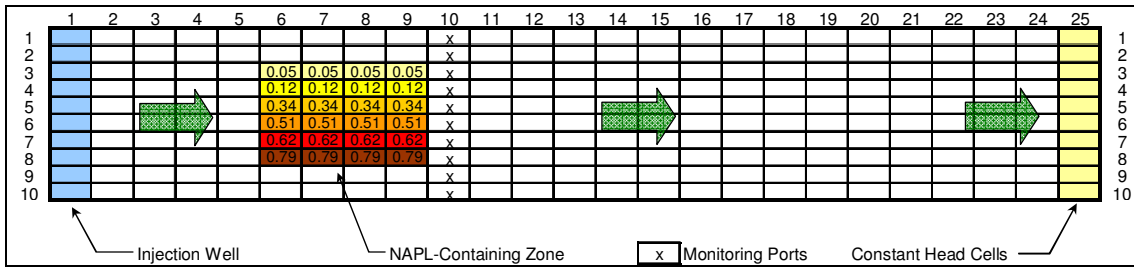 1 2 3 4 5 6 7 8 9 10 11 12 13 14 15 16 17 18 19 20 21 22 23 24 25
1 x 1
2 x 2
3 0.05 0.05 0.05 0.05 x 3
4 0.12 0.12 0.12 0.12 x 4
5 0.34 0.34 0.34 0.34 x 5
6 0.51 0.51 0.51 0.51 x 6
7 0.62 0.62 0.62 0.62 x 7
8 0.79 0.79 0.79 0.79 x 8
9 x 9
10 x 10
Injection Well NAPL-Containing Zone x Monitoring Ports Constant Head Cells